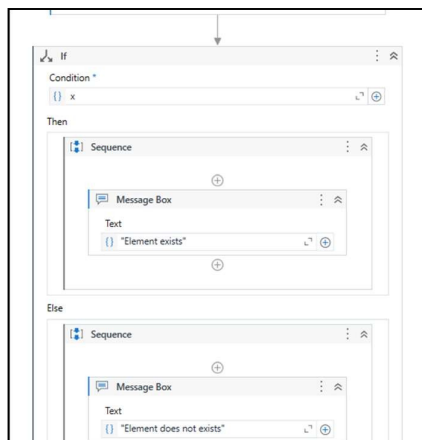 If
Condition *
{ } x
Then
Sequence
Message Box
Text
{ } "Element exists"
Else
Sequence
Message Box
Text
{ } "Element does not exists"